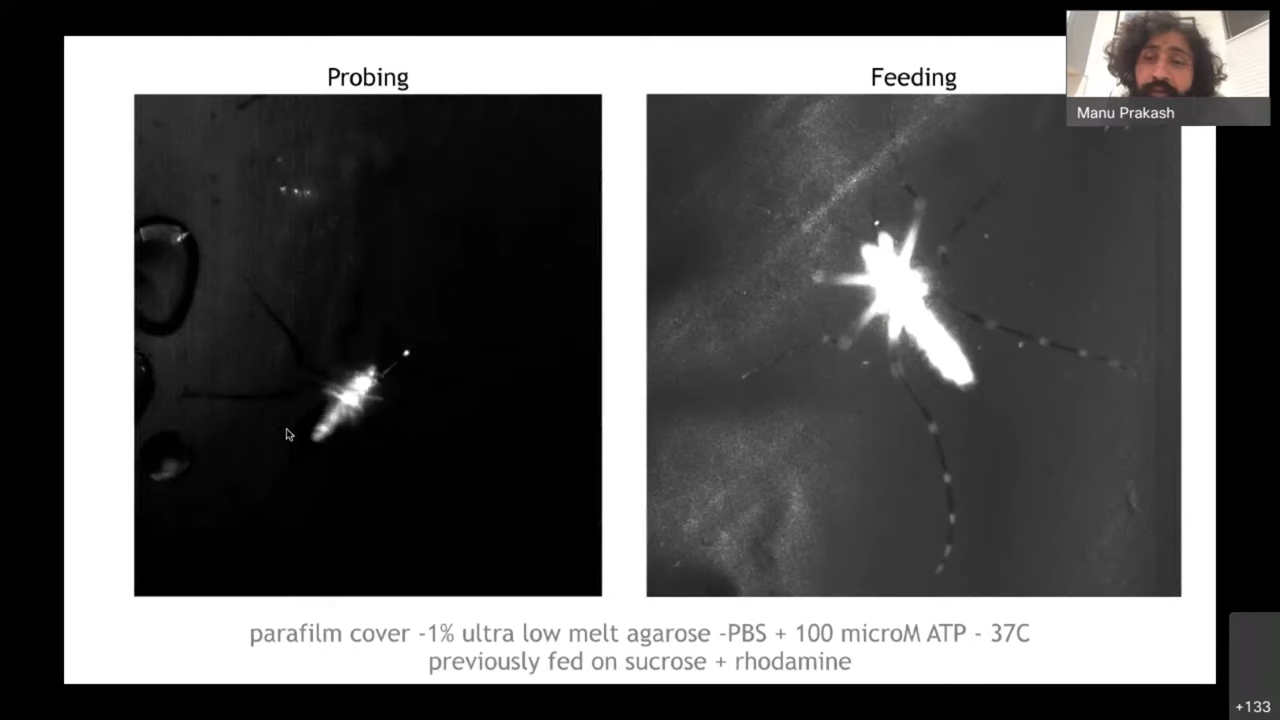 Probing
Feeding
Manu Prakash
parafilm cover -1% ultra low melt agarose -PBS + 100 microM ATP - 37C
previously fed on sucrose + rhodamine
+133